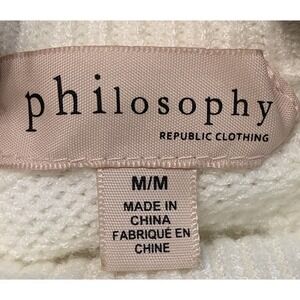 philosophy
REPUBLIC CLOTHING
M/M
MADE IN
CHINA
FABRIQUÉ EN
CHINE